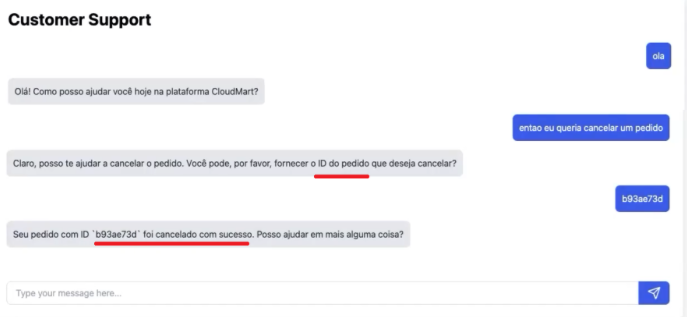 Customer Support
ola
Olá! Como posso ajudar você hoje na plataforma CloudMart?
entao eu queria cancelar um pedido
Claro, posso te ajudar a cancelar o pedido. Você pode, por favor, fornecer o ID do pedido que deseja cancelar?
b93ae73d
Seu pedido com ID `b93ae73d` foi cancelado com sucesso. Posso ajudar em mais alguma coisa?
Type your message here...